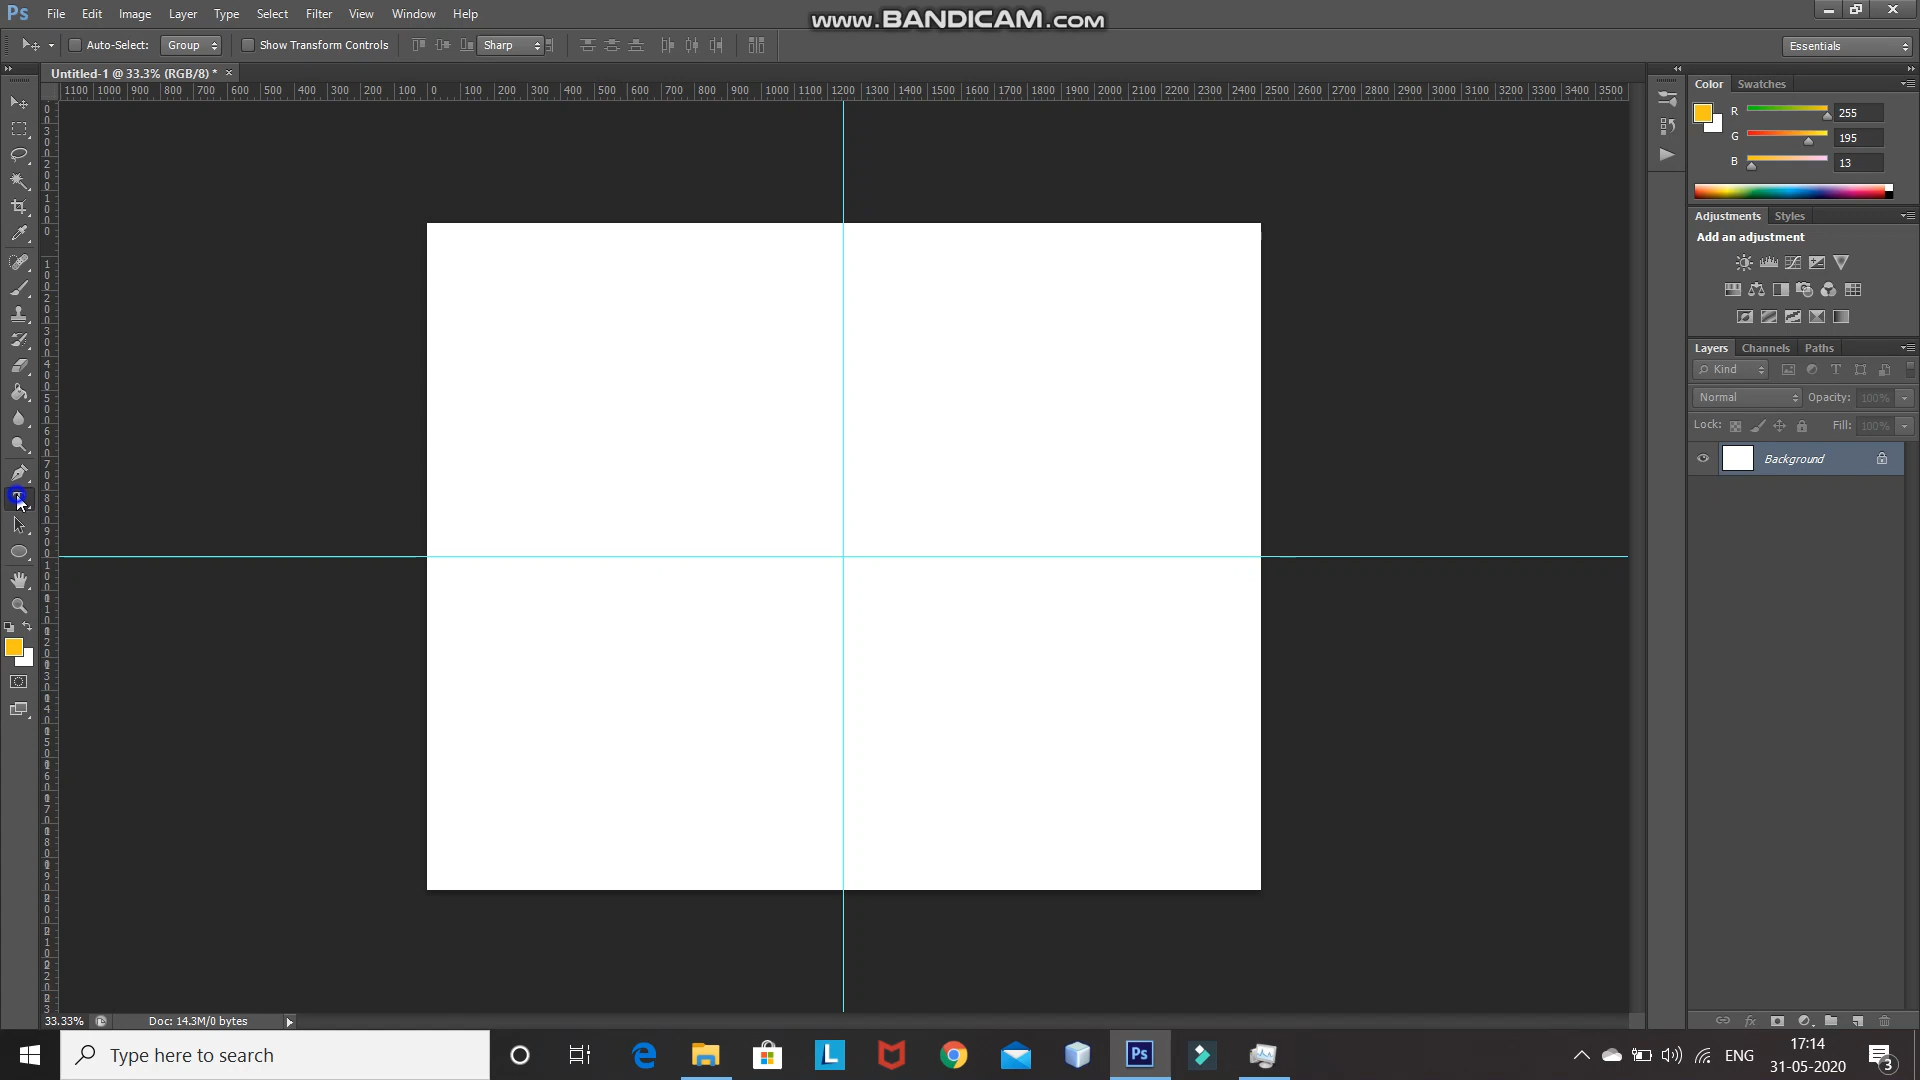 Ps File Edit Image Layer Type Select Filter View Window Help
www.BANDICAM.com
Auto-Select: Group Show Transform Controls Sharp Essentials
Untitled-1 @ 33.3% (RGB/8) *
1100 1000 900 800 700 600 500 400 300 200 100 0 100 200 300 400 500 600 700 800 900 1000 1100 1200 1300 1400 1500 1600 1700 1800 1900 2000 2100 2200 2300 2400 2500 2600 2700 2800 2900 3000 3100 3200 3300 3400 3500
Color Swatches
R 255
G 195
B 13
Adjustments Styles
Add an adjustment
Layers Channels Paths
Kind
Normal Opacity: 100%
Lock: Fill: 100%
Background
33.33% Doc: 14.3M/0 bytes
Type here to search
L
Ps
ENG
17:14
31-05-2020
3